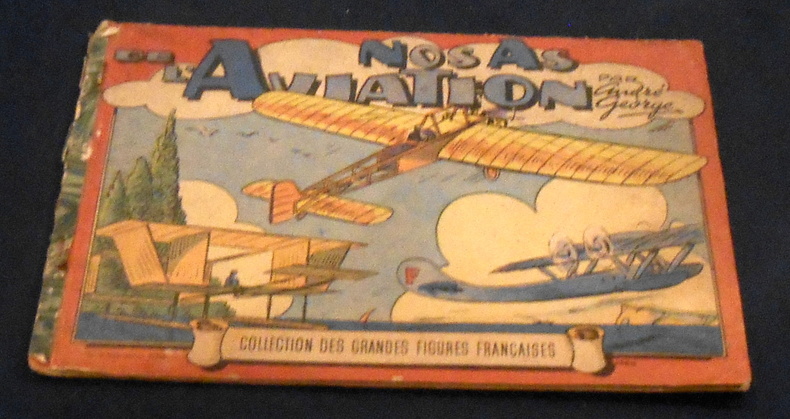 NOS AS
DE
L'AVIATION
PAR
André
George
COLLECTION DES GRANDES FIGURES FRANÇAISES